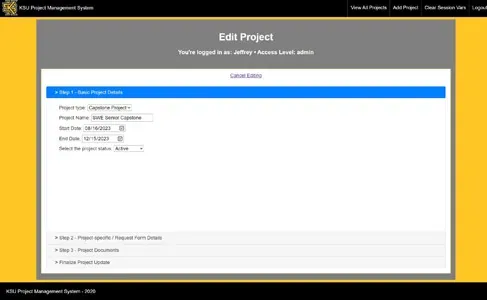 KSU Project Management System
View All Projects
Add Project
Clear Session Vars
Logout
Edit Project
You're logged in as: Jeffrey • Access Level: admin
Cancel Editing
> Step 1 - Basic Project Details
Project type: Capstone Project
Project Name: SWE Senior Capstone
Start Date: 08/16/2023
End Date: 12/15/2023
Select the project status: Active
> Step 2 - Project-specific / Request Form Details
> Step 3 - Project Documents
> Finalize Project Update
KSU Project Management System - 2020